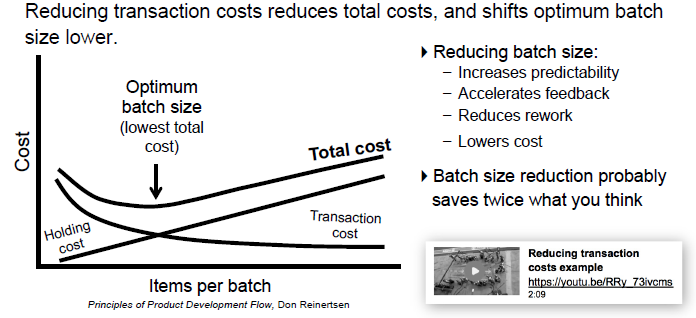 Reducing transaction costs reduces total costs, and shifts optimum batch
size lower.
Cost
Optimum
batch size
(lowest total
cost)
Total cost
Holding
cost
Transaction
cost
Items per batch
Principles of Product Development Flow, Don Reinertsen
Reducing batch size:
– Increases predictability
– Accelerates feedback
– Reduces rework
– Lowers cost
Batch size reduction probably
saves twice what you think
Reducing transaction
costs example
https://youtu.be/RRy_73ivcms
2:09